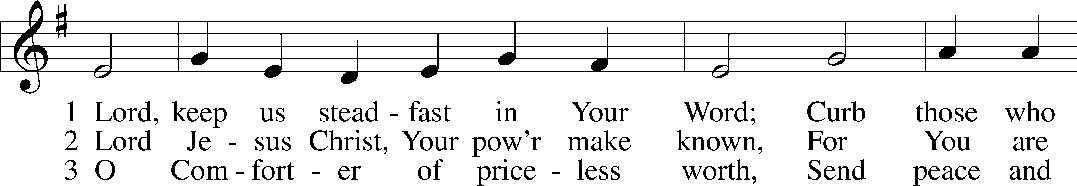 1 Lord, keep us stead - fast in Your Word; Curb those who
2 Lord Je - sus Christ, Your pow'r make known, For You are
3 O Com - fort - er of price - less worth, Send peace and